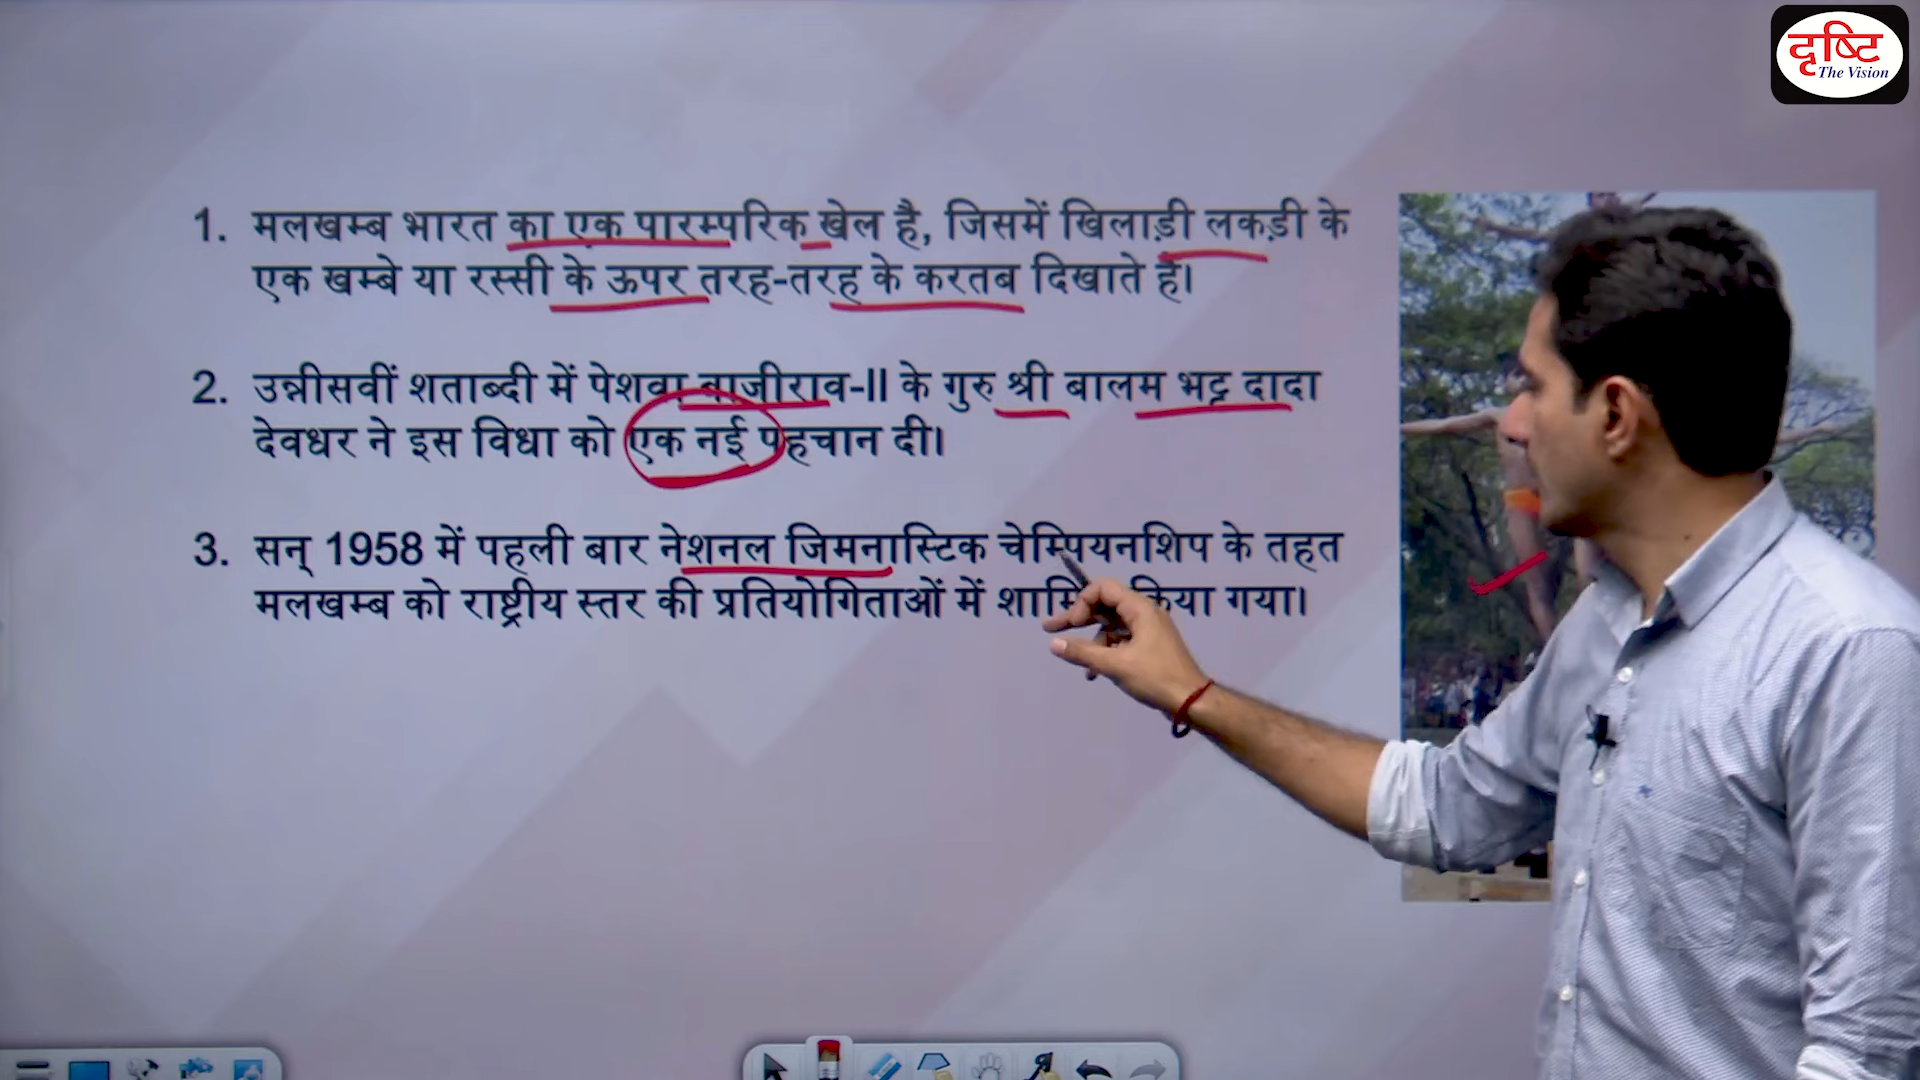 दृष्टि
The Vision
1. मलखम्ब भारत का एक पारम्परिक खेल है, जिसमें खिलाड़ी लकड़ी के
एक खम्बे या रस्सी के ऊपर तरह-तरह के करतब दिखाते हैं।
2. उन्नीसवीं शताब्दी में पेशवा बाजीराव-II के गुरु श्री बालम भट्ट दादा
देवधर ने इस विधा को एक नई पहचान दी।
3. सन् 1958 में पहली बार नेशनल जिमनास्टिक चेम्पियनशिप के तहत
मलखम्ब को राष्ट्रीय स्तर की प्रतियोगिताओं में किया गया।